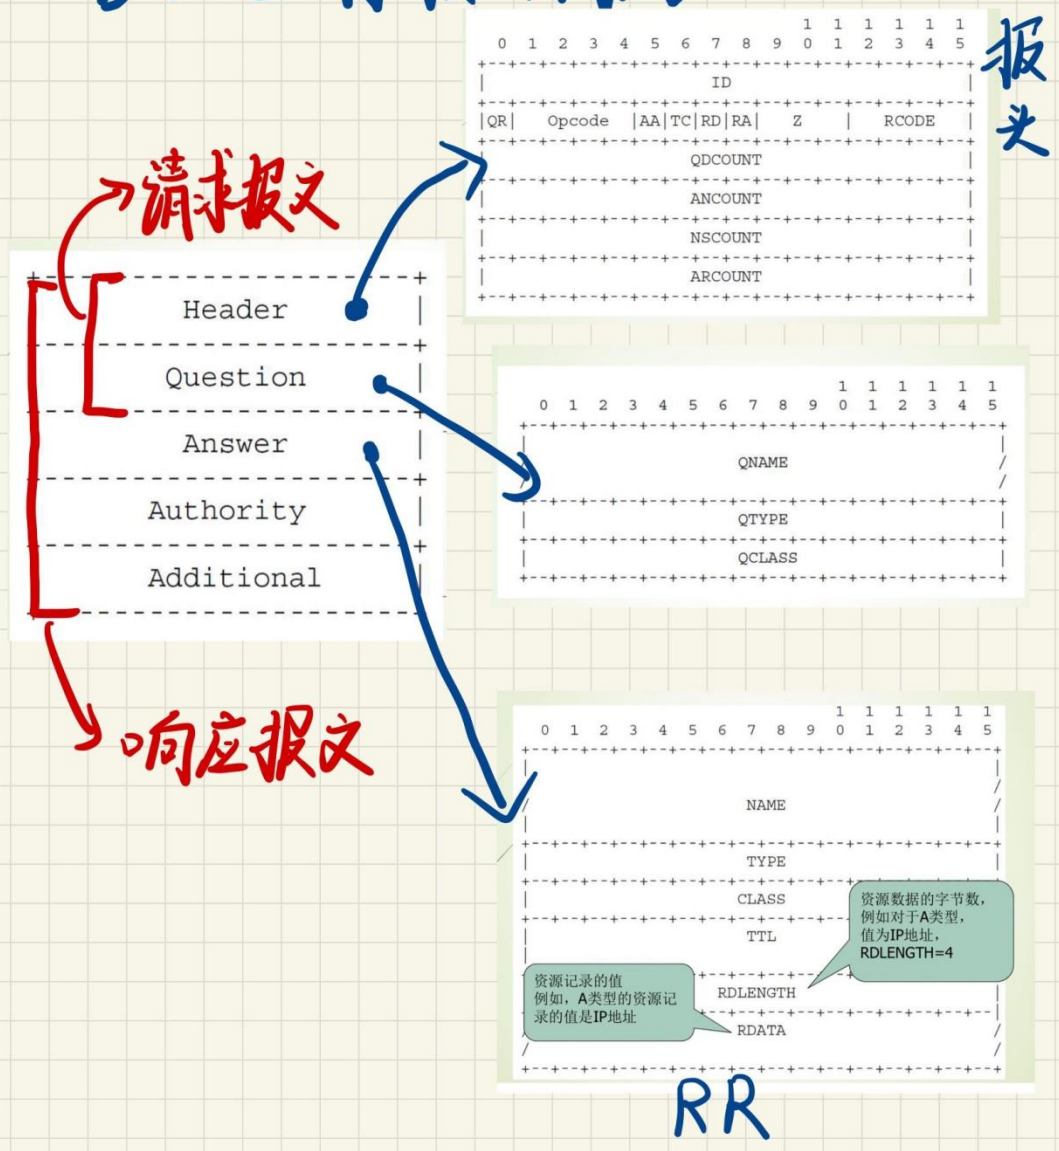 1 1 1 1 1 1
0 1 2 3 4 5 6 7 8 9 0 1 2 3 4 5
报头
ID
|QR| Opcode |AA|TC|RD|RA| Z | RCODE |
QDCOUNT
ANCOUNT
NSCOUNT
ARCOUNT
请求报文
Header
Question
Answer
Authority
Additional
响应报文
1 1 1 1 1 1
0 1 2 3 4 5 6 7 8 9 0 1 2 3 4 5
QNAME
QTYPE
QCLASS
1 1 1 1 1 1
0 1 2 3 4 5 6 7 8 9 0 1 2 3 4 5
NAME
TYPE
CLASS
TTL
RDLENGTH
RDATA
资源数据的字节数，
例如对于A类型，
值为IP地址，
RDLENGTH=4
资源记录的值
例如，A类型的资源记
录的值是IP地址
RR